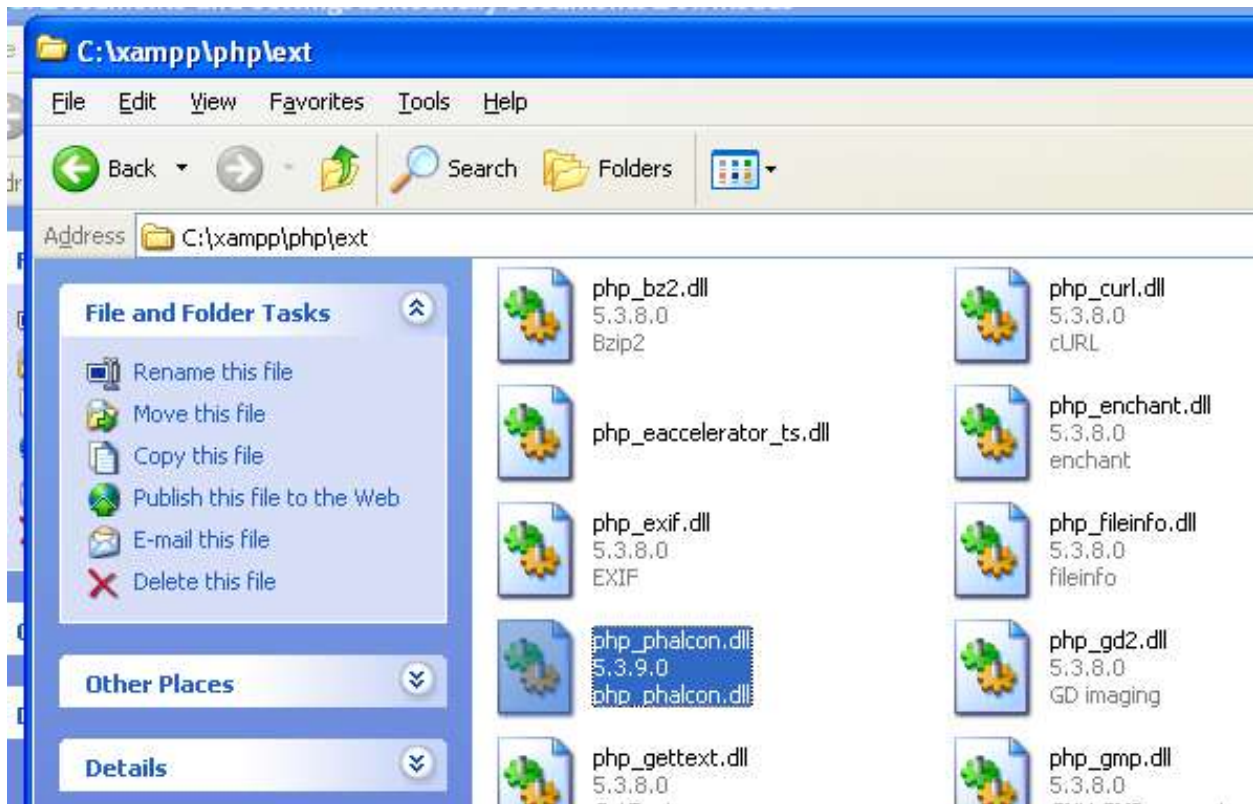 C:\xampp\php\ext
File Edit View Favorites Tools Help
Back Search Folders
Address C:\xampp\php\ext
File and Folder Tasks
Rename this file
Move this file
Copy this file
Publish this file to the Web
E-mail this file
Delete this file
Other Places
Details
php_bz2.dll
5.3.8.0
Bzip2
php_curl.dll
5.3.8.0
cURL
php_eaccelerator_ts.dll
php_enchant.dll
5.3.8.0
enchant
php_exif.dll
5.3.8.0
EXIF
php_fileinfo.dll
5.3.8.0
fileinfo
php_phalcon.dll
5.3.9.0
php_phalcon.dll
php_gd2.dll
5.3.8.0
GD imaging
php_gettext.dll
5.3.8.0
php_gmp.dll
5.3.8.0